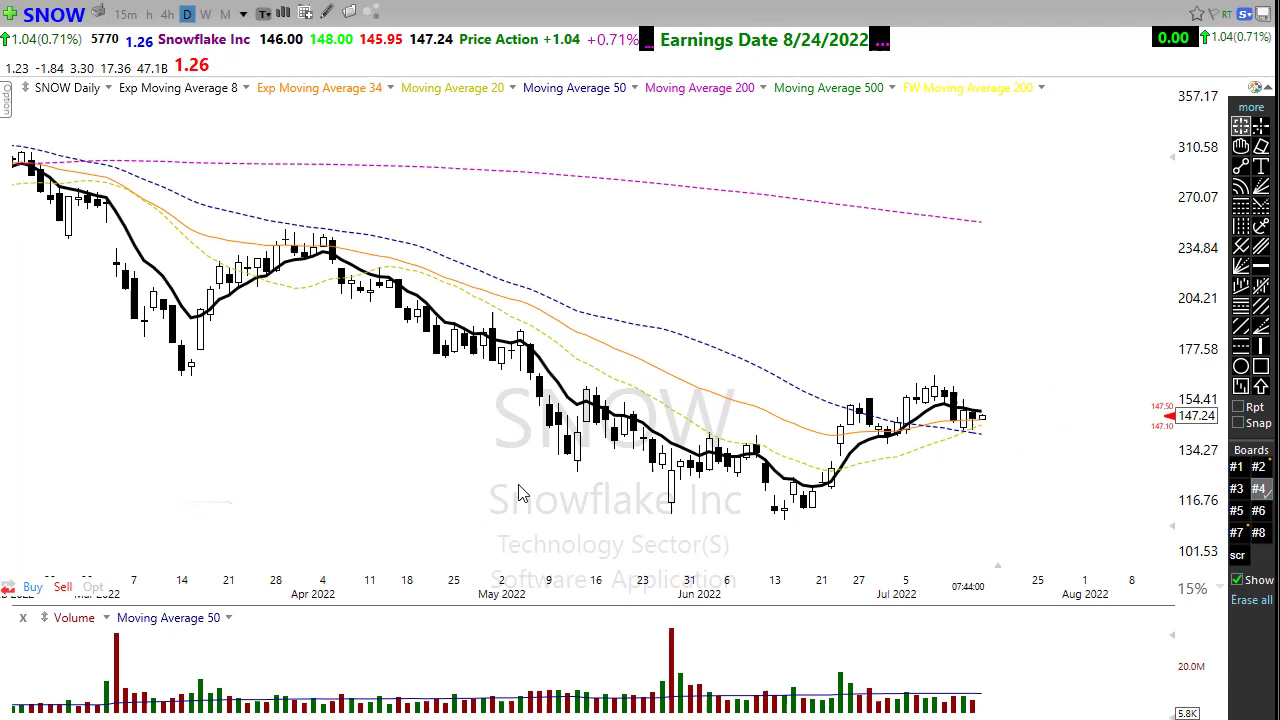 SNOW 15m h 4h D W M T RT S
1.04(0.71%) 5770 1.26 Snowflake Inc 146.00 148.00 145.95 147.24 Price Action +1.04 +0.71% ... Earnings Date 8/24/2022 ... 0.00 1.04(0.71%)
1.23 -1.84 3.30 17.36 47.1B 1.26
Option
SNOW Daily Exp Moving Average 8 Exp Moving Average 34 Moving Average 20 Moving Average 50 Moving Average 200 Moving Average 500 FW Moving Average 200
357.17
310.58
270.07
234.84
204.21
177.58
154.41
147.50
147.24
147.10
134.27
116.76
101.53
15%
SNOW
Snowflake Inc
Technology Sector(S)
Software - Application
7 14 21 28 4 11 18 25 2 9 16 23 31 6 13 21 27 5 07:44:00 25 1 8
Apr 2022 May 2022 Jun 2022 Jul 2022 Aug 2022
Buy Sell Opt
X Volume Moving Average 50
20.0M
5.8K
more
T
Rpt
Snap
Boards
#1 #2
#3 #4
#5 #6
#7 #8
scr
Show
Erase all